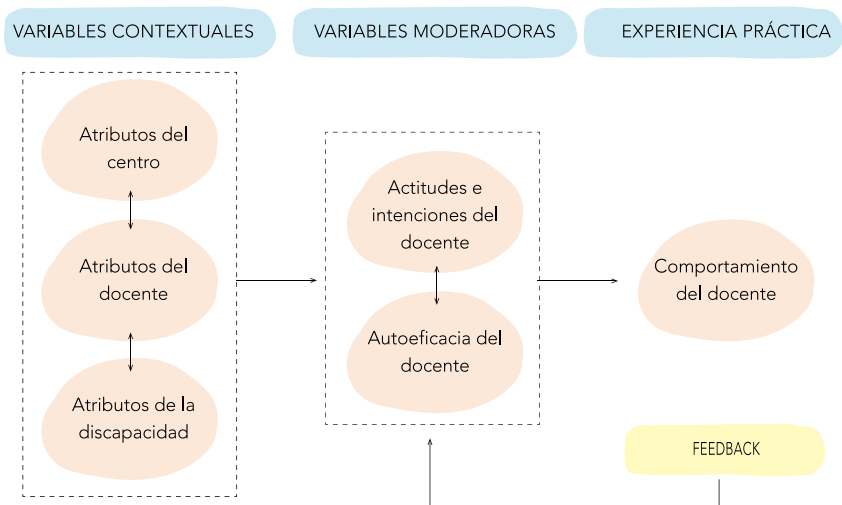 VARIABLES CONTEXTUALES
VARIABLES MODERADORAS
EXPERIENCIA PRÁCTICA
Atributos del
centro
Atributos del
docente
Atributos de la
discapacidad
Actitudes e
intenciones del
docente
Autoeficacia del
docente
Comportamiento
del docente
FEEDBACK